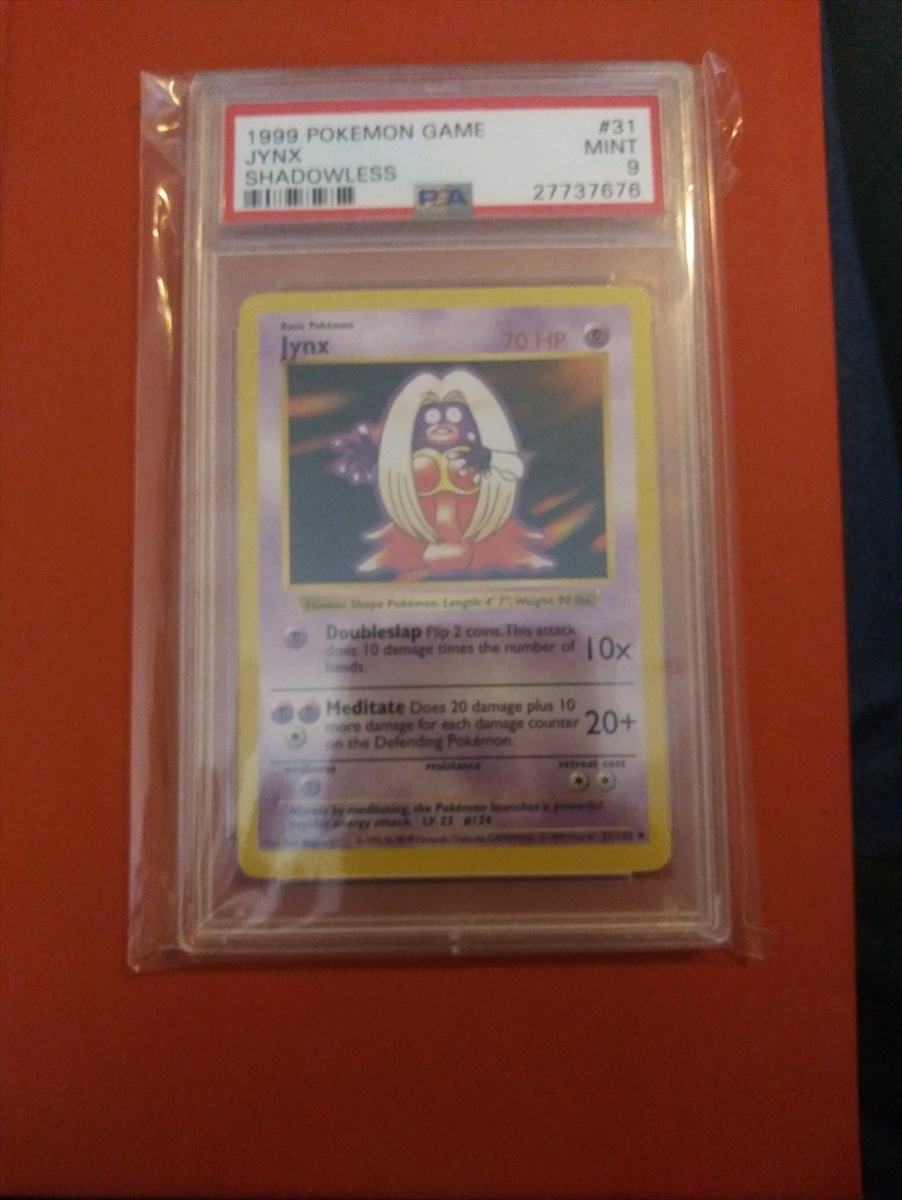 1999 POKEMON GAME #31
JYNX MINT
SHADOWLESS 9
PSA 27737676
Basic Pokémon
Jynx 70 HP
Human Shape Pokémon. Length: 4' 7", Weight: 90 lbs.
Doubleslap Flip 2 coins. This attack
does 10 damage times the number of 10x
heads.
Meditate Does 20 damage plus 10
more damage for each damage counter 20+
on the Defending Pokémon.
weakness resistance retreat cost
Merely by meditating, the Pokémon launches a powerful
psychic energy attack. LV. 23 #124
31/102